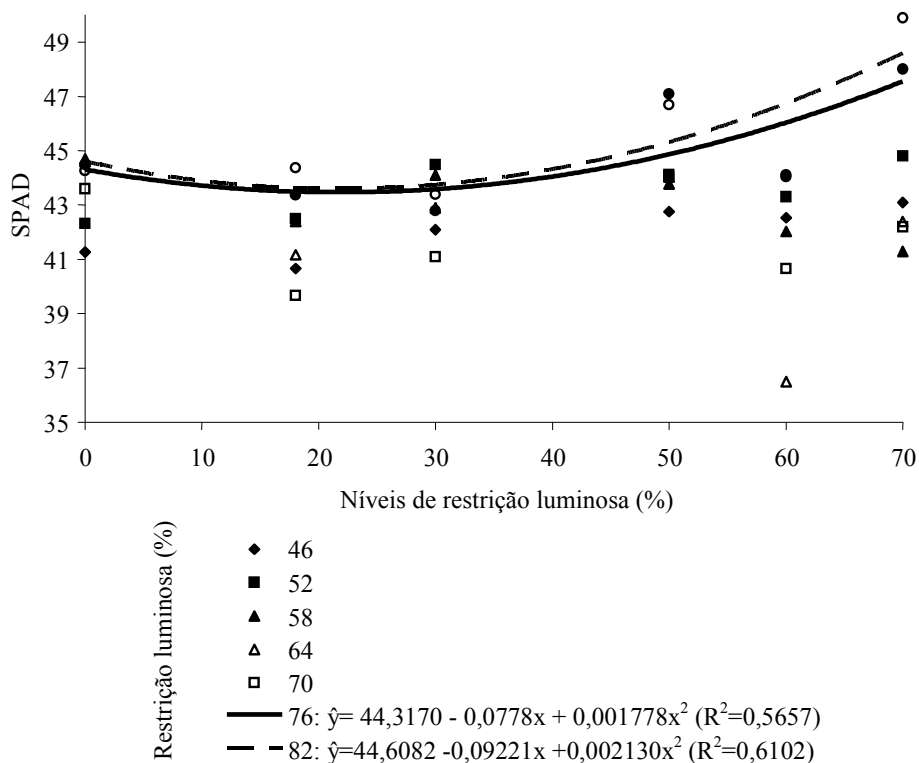 49
47
45
43
41
39
37
35
SPAD
0 10 20 30 40 50 60 70
Níveis de restrição luminosa (%)
Restrição luminosa (%)
46
52
58
64
70
76: ŷ= 44,3170 - 0,0778x + 0,001778x² (R²=0,5657)
82: ŷ=44,6082 -0,09221x +0,002130x² (R²=0,6102)